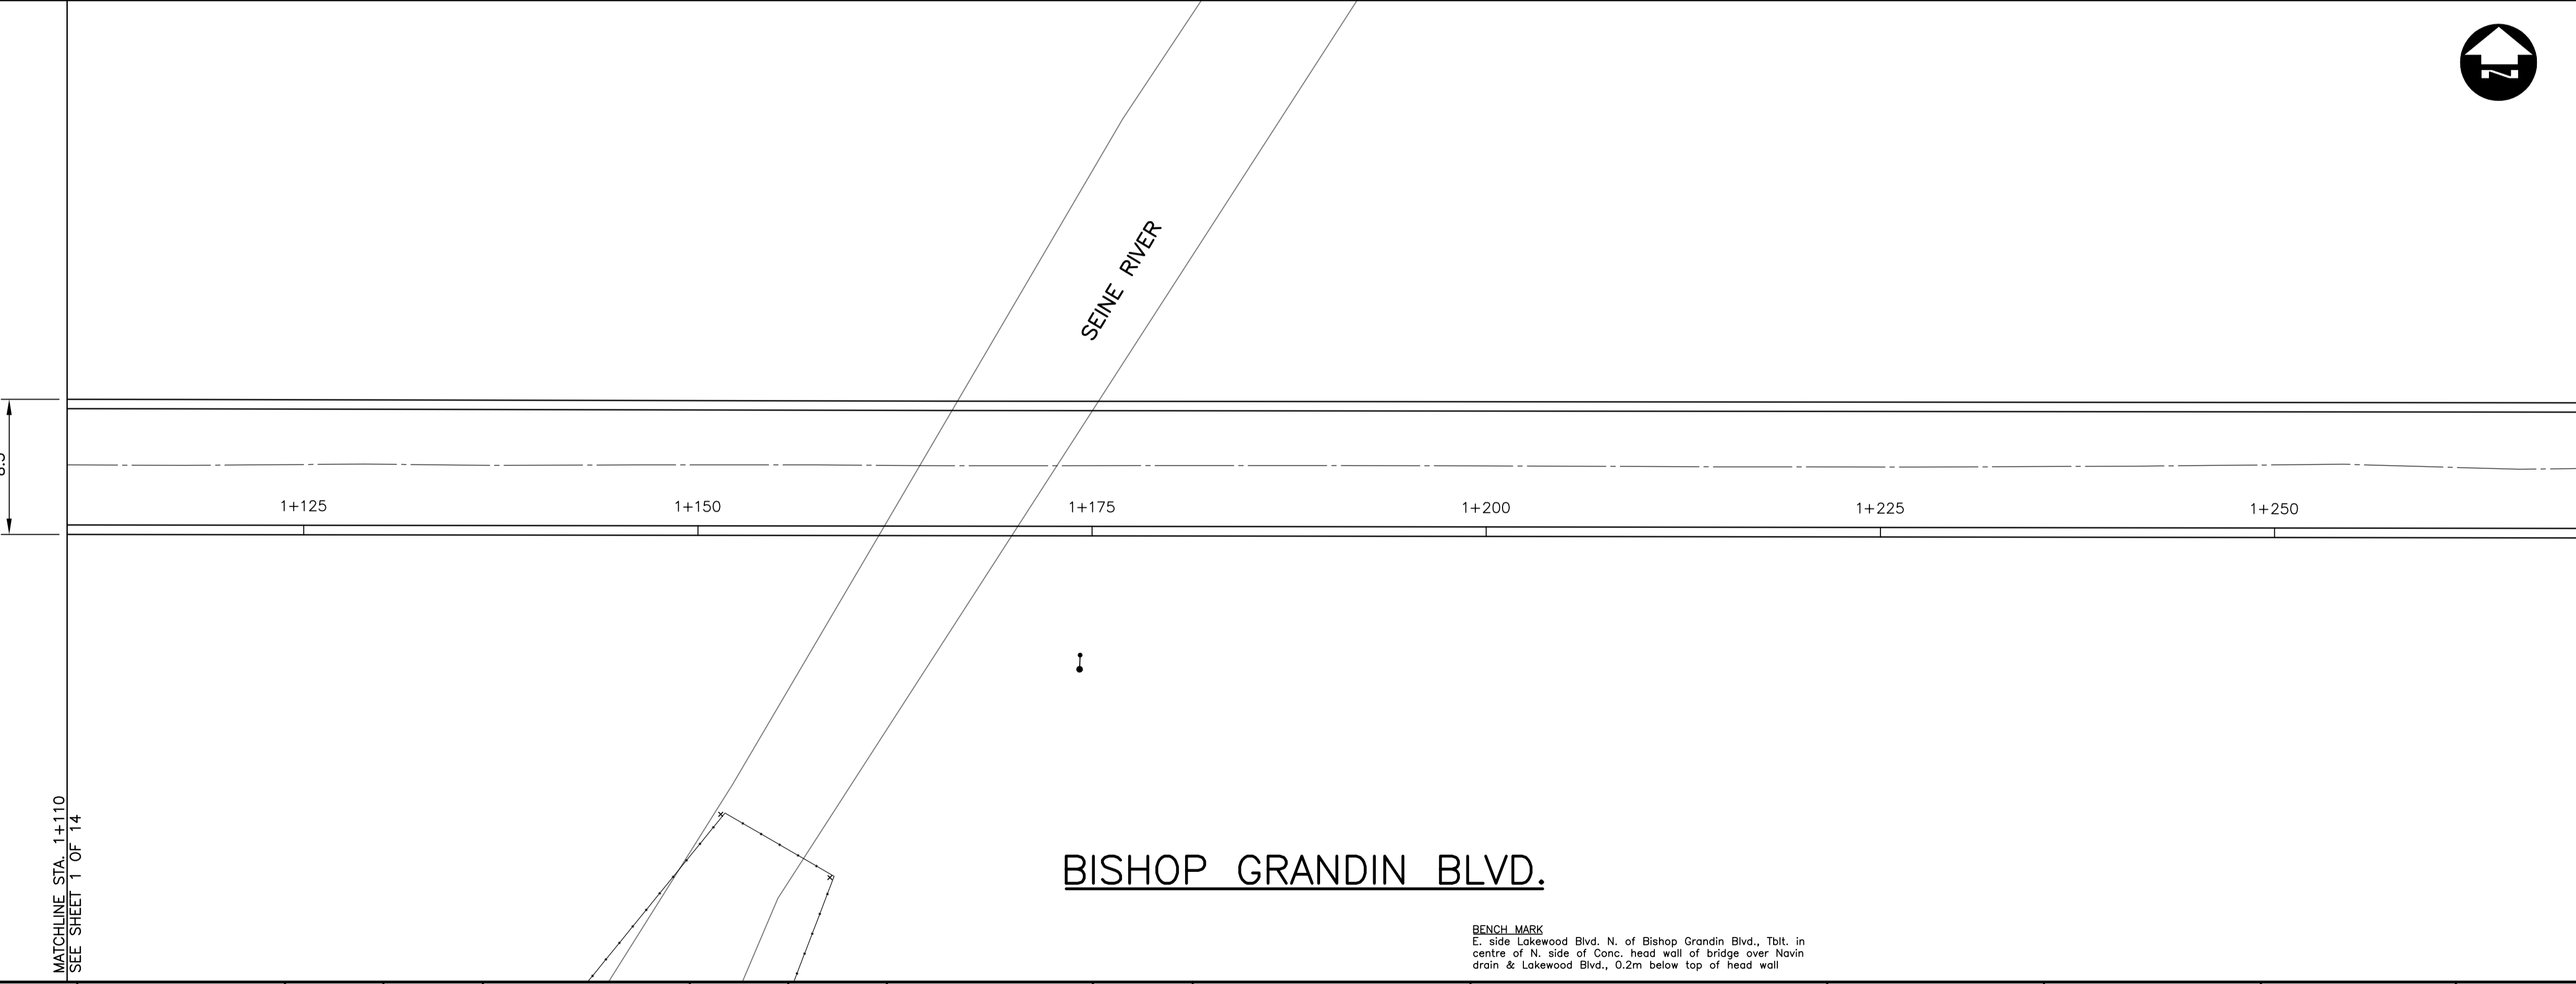 N
SEINE RIVER
1+125 1+150 1+175 1+200 1+225 1+250
MATCHLINE STA. 1+110
SEE SHEET 1 OF 14
BISHOP GRANDIN BLVD.
BENCH MARK
E. side Lakewood Blvd. N. of Bishop Grandin Blvd., Tblt. in
centre of N. side of Conc. head wall of bridge over Navin
drain & Lakewood Blvd., 0.2m below top of head wall